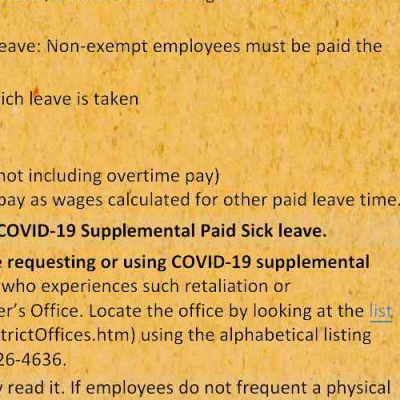 eave: Non-exempt employees must be paid the
ich leave is taken
not including overtime pay)
pay as wages calculated for other paid leave time.
COVID-19 Supplemental Paid Sick leave.
e requesting or using COVID-19 supplemental
who experiences such retaliation or
er's Office. Locate the office by looking at the list
trictOffices.htm) using the alphabetical listing
26-4636.
y read it. If employees do not frequent a physical